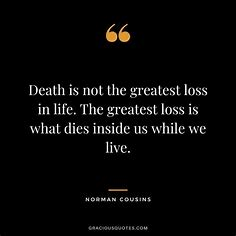 “
Death is not the greatest loss
in life. The greatest loss is
what dies inside us while we
live.
NORMAN COUSINS
GRACIOUSQUOTES.COM